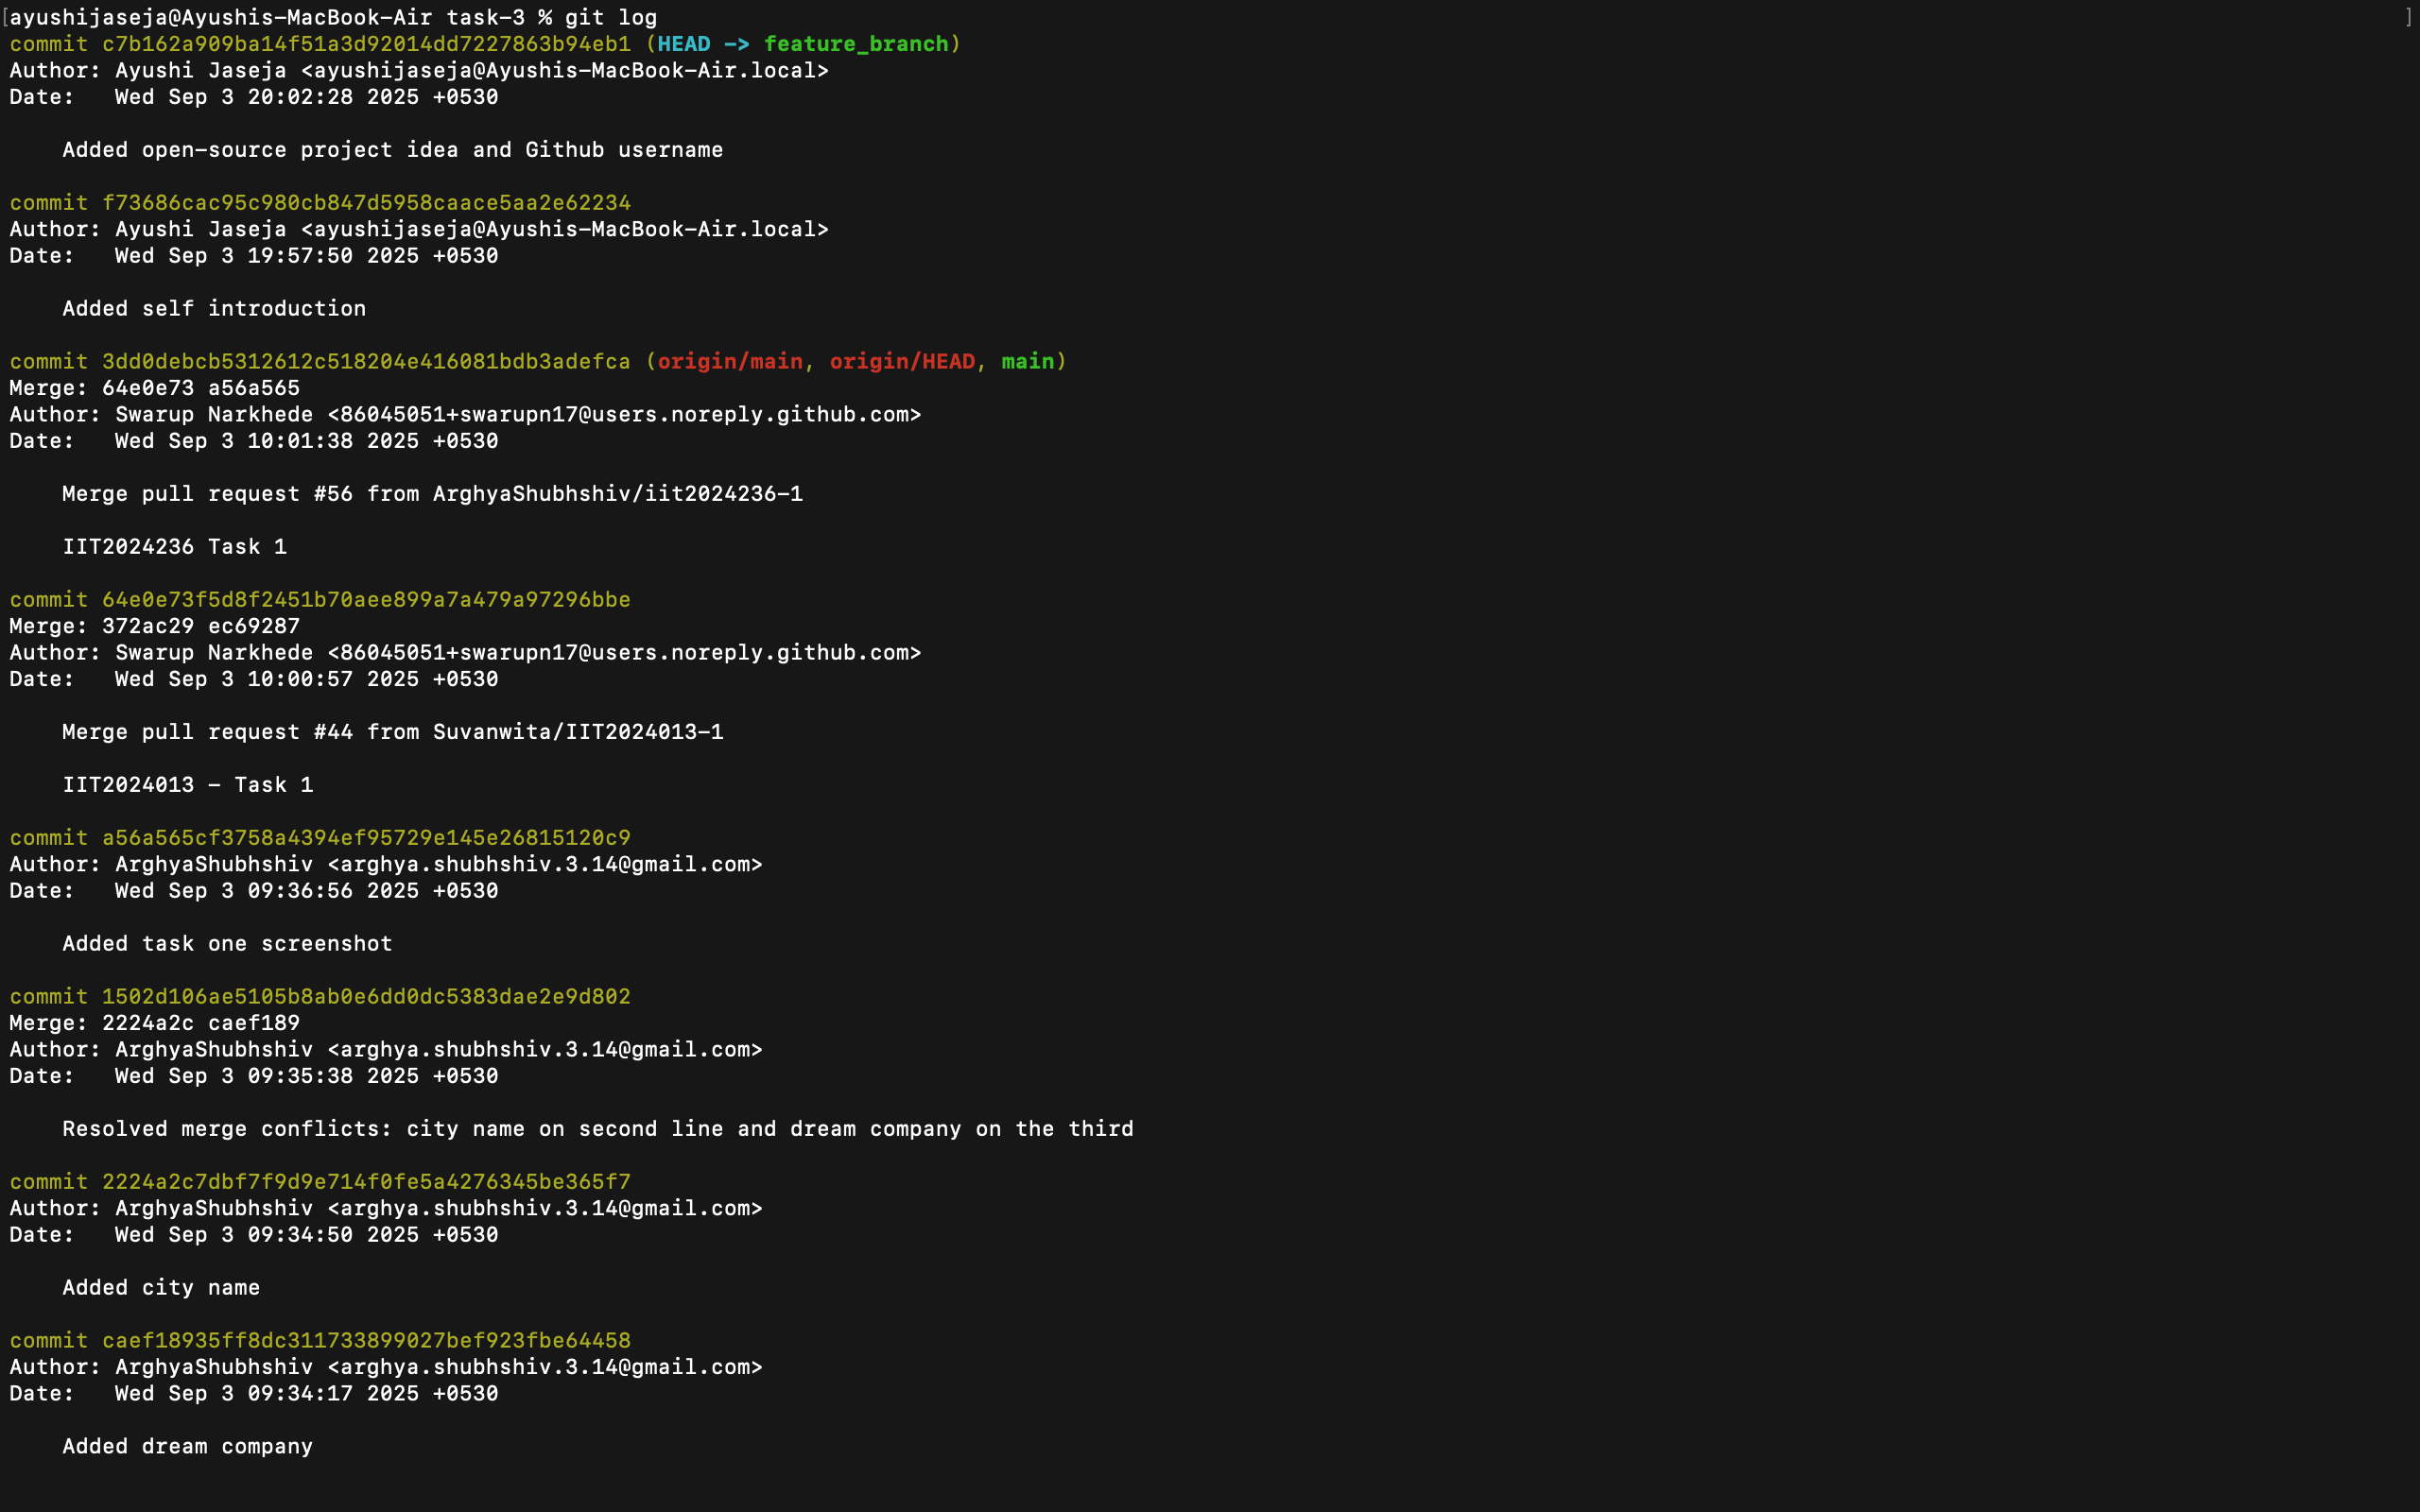 [ayushijaseja@Ayushis-MacBook-Air task-3 % git log ]
commit c7b162a909ba14f51a3d92014dd7227863b94eb1 (HEAD -> feature_branch)
Author: Ayushi Jaseja <ayushijaseja@Ayushis-MacBook-Air.local>
Date:   Wed Sep 3 20:02:28 2025 +0530
    Added open-source project idea and Github username
commit f73686cac95c980cb847d5958caace5aa2e62234
Author: Ayushi Jaseja <ayushijaseja@Ayushis-MacBook-Air.local>
Date:   Wed Sep 3 19:57:50 2025 +0530
    Added self introduction
commit 3dd0debcb5312612c518204e416081bdb3adefca (origin/main, origin/HEAD, main)
Merge: 64e0e73 a56a565
Author: Swarup Narkhede <86045051+swarupn17@users.noreply.github.com>
Date:   Wed Sep 3 10:01:38 2025 +0530
    Merge pull request #56 from ArghyaShubhshiv/iit2024236-1
    IIT2024236 Task 1
commit 64e0e73f5d8f2451b70aee899a7a479a97296bbe
Merge: 372ac29 ec69287
Author: Swarup Narkhede <86045051+swarupn17@users.noreply.github.com>
Date:   Wed Sep 3 10:00:57 2025 +0530
    Merge pull request #44 from Suvanwita/IIT2024013-1
    IIT2024013 - Task 1
commit a56a565cf3758a4394ef95729e145e26815120c9
Author: ArghyaShubhshiv <arghya.shubhshiv.3.14@gmail.com>
Date:   Wed Sep 3 09:36:56 2025 +0530
    Added task one screenshot
commit 1502d106ae5105b8ab0e6dd0dc5383dae2e9d802
Merge: 2224a2c caef189
Author: ArghyaShubhshiv <arghya.shubhshiv.3.14@gmail.com>
Date:   Wed Sep 3 09:35:38 2025 +0530
    Resolved merge conflicts: city name on second line and dream company on the third
commit 2224a2c7dbf7f9d9e714f0fe5a4276345be365f7
Author: ArghyaShubhshiv <arghya.shubhshiv.3.14@gmail.com>
Date:   Wed Sep 3 09:34:50 2025 +0530
    Added city name
commit caef18935ff8dc311733899027bef923fbe64458
Author: ArghyaShubhshiv <arghya.shubhshiv.3.14@gmail.com>
Date:   Wed Sep 3 09:34:17 2025 +0530
    Added dream company